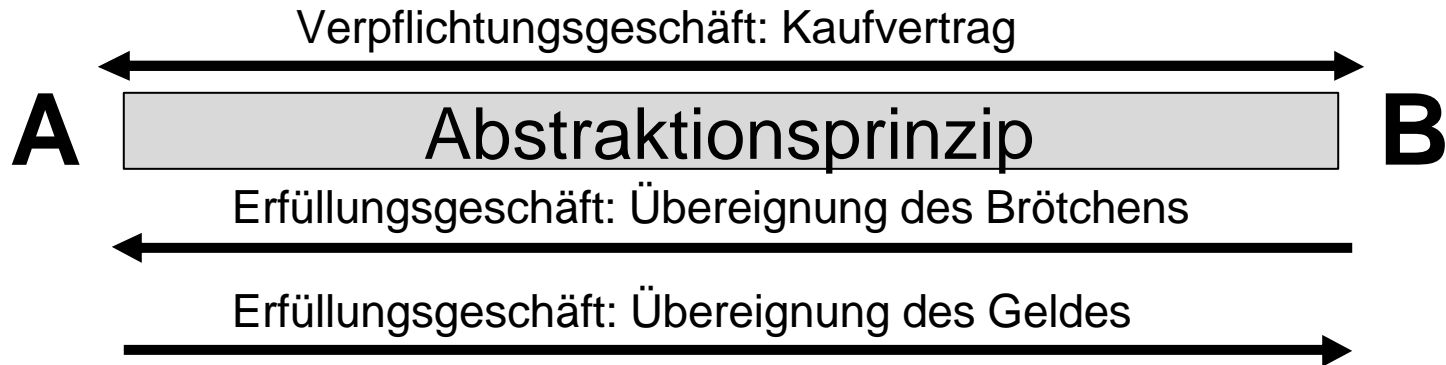 Verpflichtungsgeschäft: Kaufvertrag
A
Abstraktionsprinzip
B
Erfüllungsgeschäft: Übereignung des Brötchens
Erfüllungsgeschäft: Übereignung des Geldes